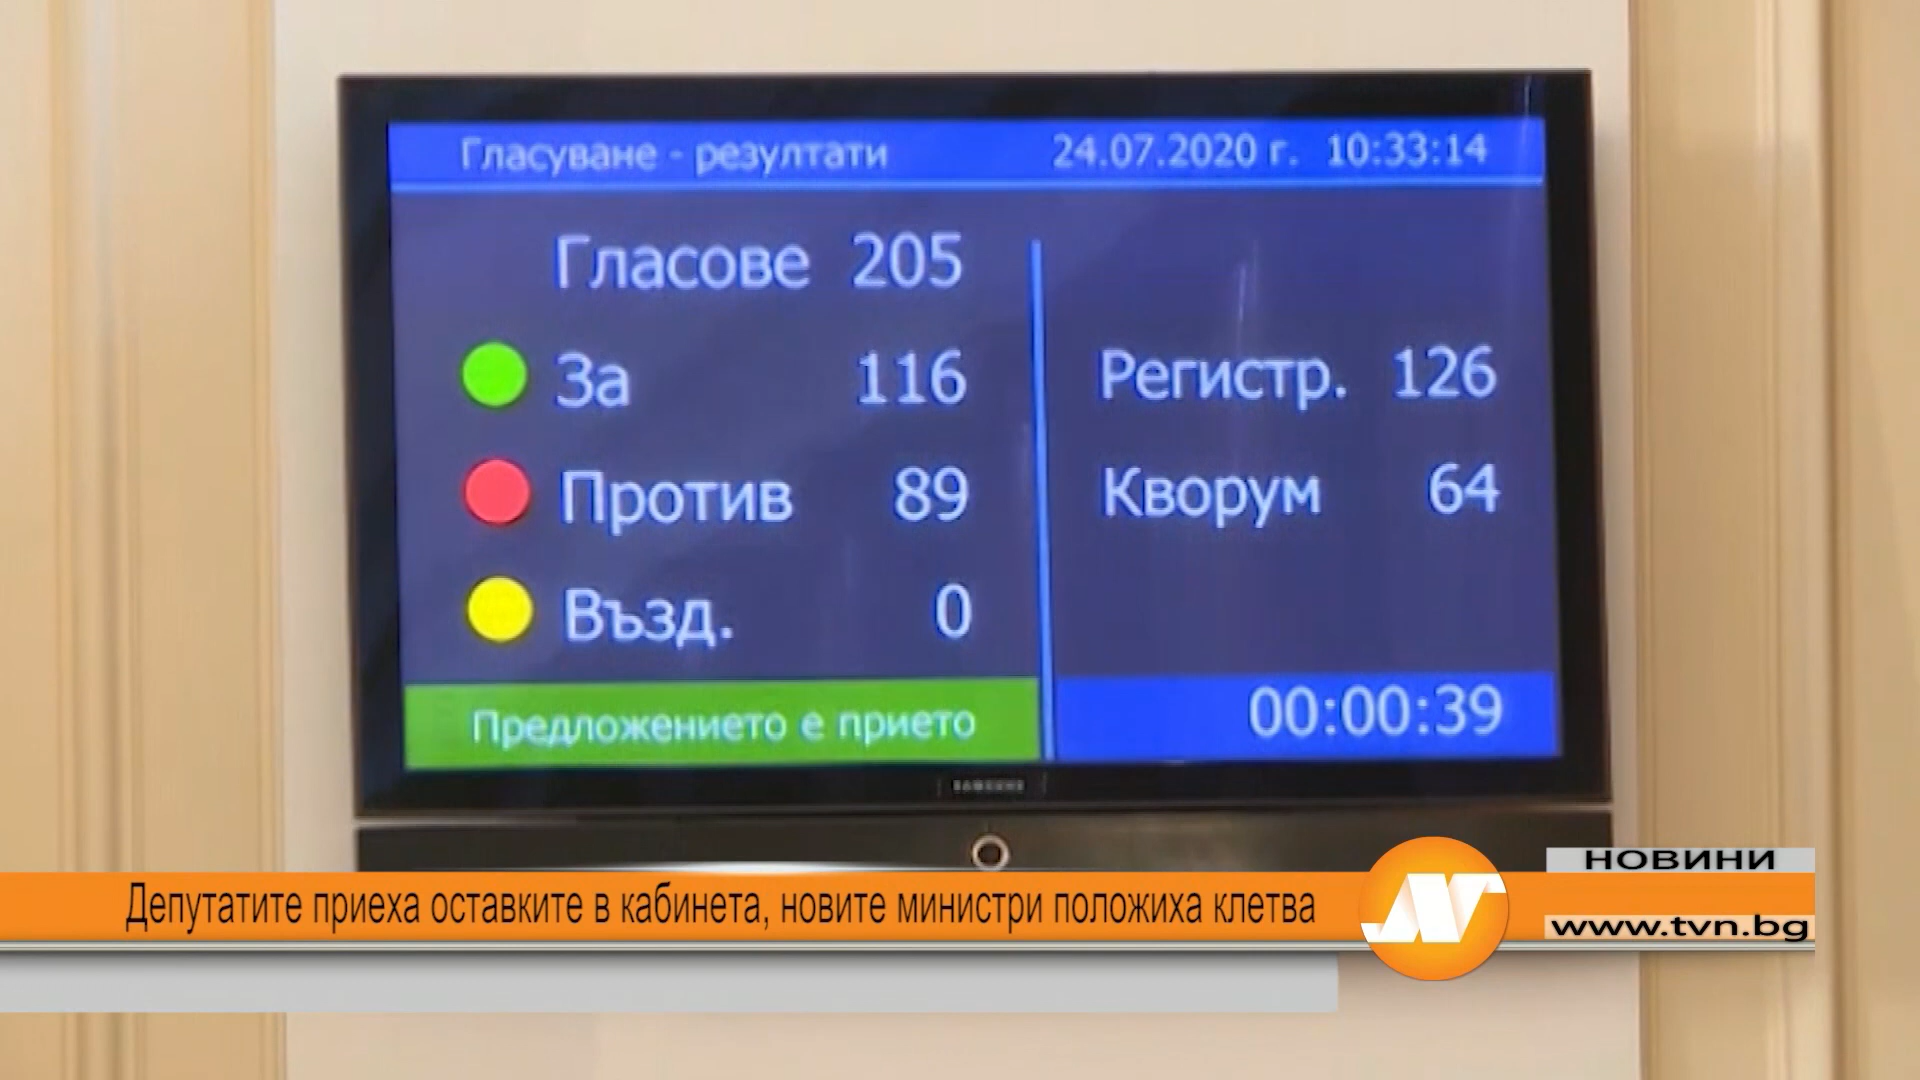 Гласуване - резултати 24.07.2020 г. 10:33:14
Гласове 205
За 116
Против 89
Възд. 0
Предложението е прието
Регистр. 126
Кворум 64
00:00:39
SAMSUNG
Депутатите приеха оставките в кабинета, новите министри положиха клетва
N
НОВИНИ
www.tvn.bg